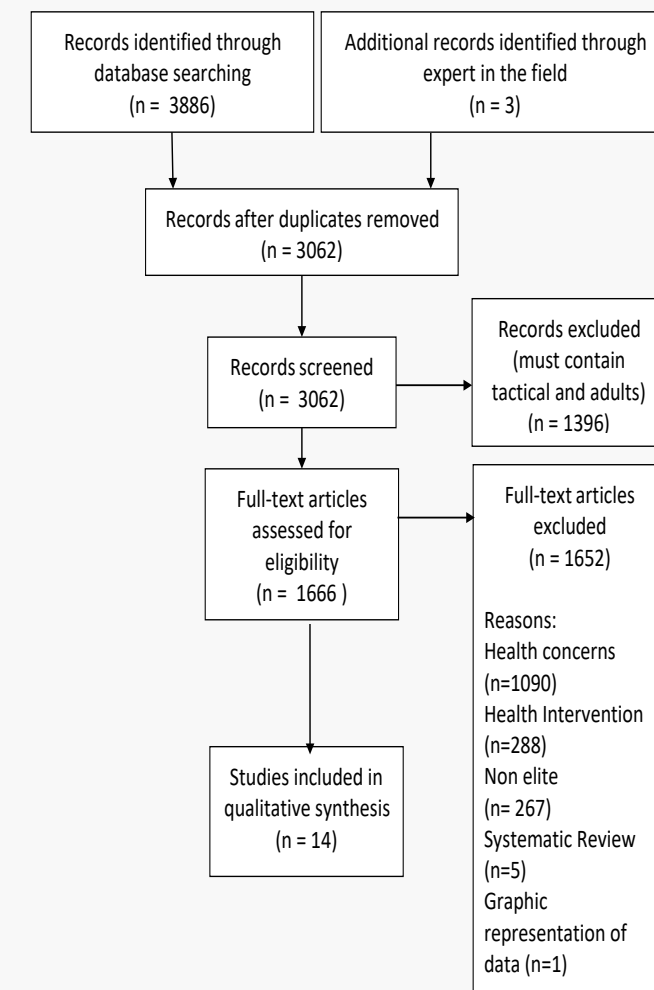 Records identified through
database searching
(n = 3886)
Additional records identified through
expert in the field
(n = 3)
Records after duplicates removed
(n = 3062)
Records screened
(n = 3062)
Records excluded
(must contain
tactical and adults)
(n = 1396)
Full-text articles
assessed for
eligibility
(n = 1666 )
Full-text articles
excluded
(n = 1652)
Reasons:
Health concerns
(n=1090)
Health Intervention
(n=288)
Non elite
(n= 267)
Systematic Review
(n=5)
Graphic
representation of
data (n=1)
Studies included in
qualitative synthesis
(n = 14)